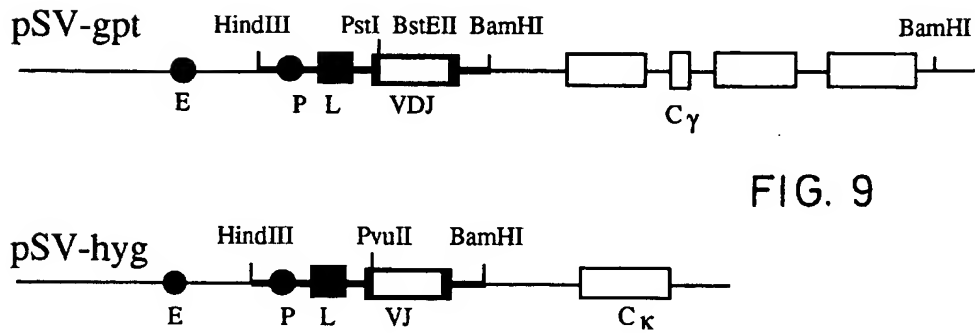 pSV-gpt
HindIII PstI BstEII BamHI BamHI
E P L VDJ Cγ
FIG. 9
pSV-hyg
HindIII PvuII BamHI
E P L VJ Cκ